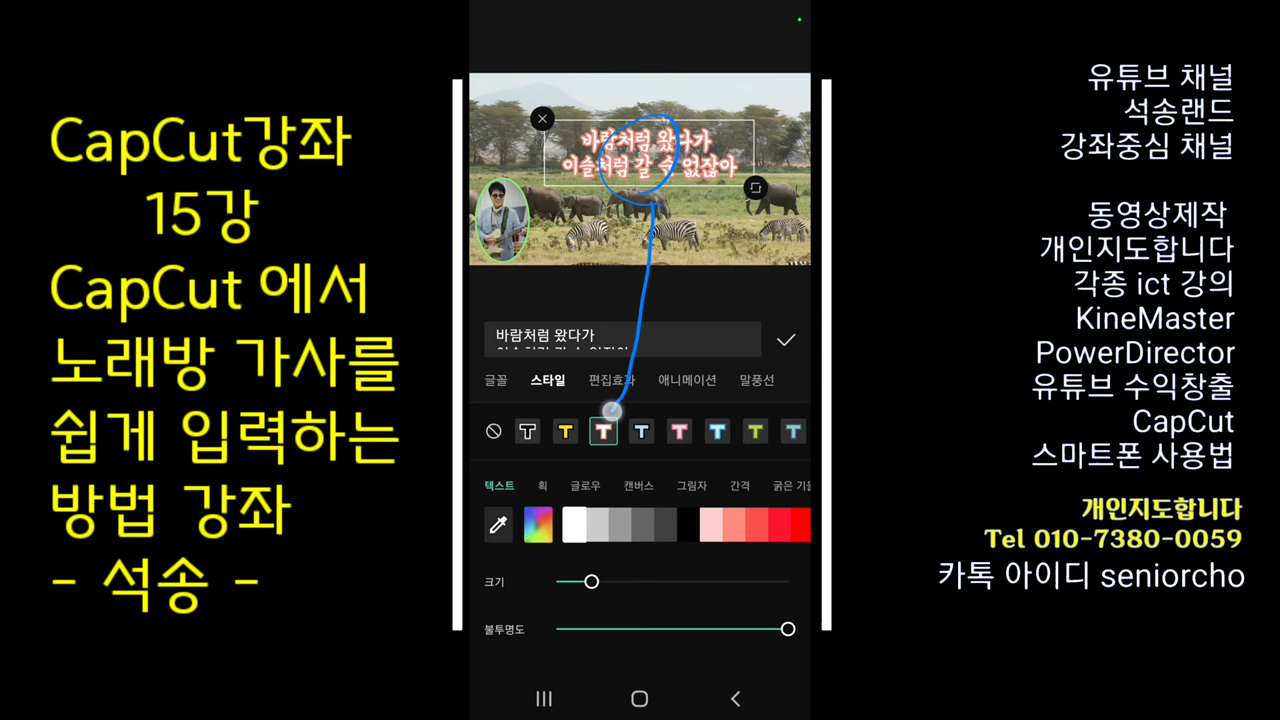 CapCut강좌
15강
CapCut 에서
노래방 가사를
쉽게 입력하는
방법 강좌
- 석송 -
바람처럼 왔다가
이슬처럼 갈 순 없잖아
바람처럼 왔다가
글꼴 스타일 편집효과 애니메이션 말풍선
T T T T T T T T
텍스트 획 글로우 캔버스 그림자 간격 굵은 기울
크기
불투명도
유튜브 채널
석송랜드
강좌중심 채널
동영상제작
개인지도합니다
각종 ict 강의
KineMaster
PowerDirector
유튜브 수익창출
CapCut
스마트폰 사용법
개인지도합니다
Tel 010-7380-0059
카톡 아이디 seniorcho